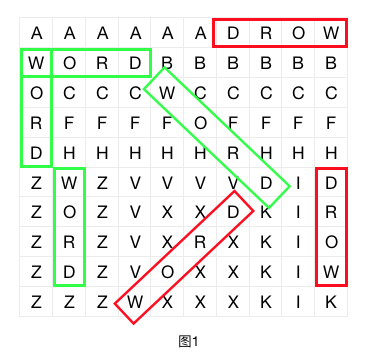 A A A A A A D R O W
W O R D B B B B B B
O C C C W C C C C C
R F F F F O F F F F
D H H H H H R H H H
Z W Z V V V V D I D
Z O Z V X X D K I R
Z R Z V X R X K I O
Z D Z V O X X K I W
Z Z Z W X X X K I K
图1